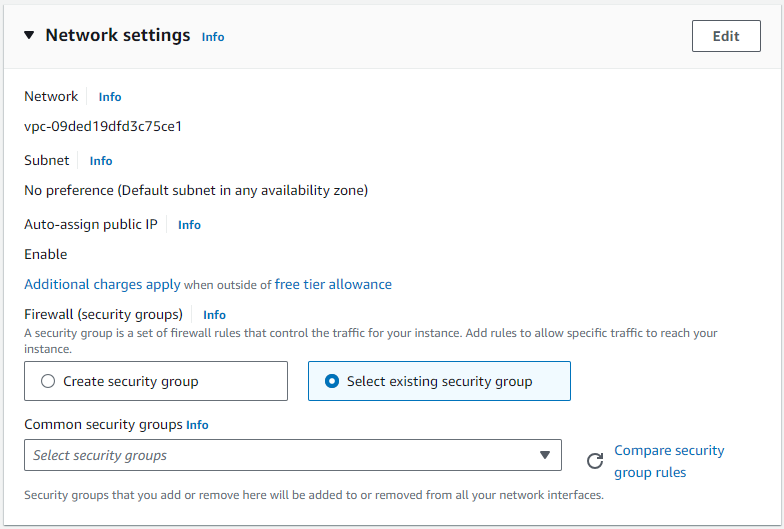 Network settings Info Edit
Network Info
vpc-09ded19dfd3c75ce1
Subnet Info
No preference (Default subnet in any availability zone)
Auto-assign public IP Info
Enable
Additional charges apply when outside of free tier allowance
Firewall (security groups) Info
A security group is a set of firewall rules that control the traffic for your instance. Add rules to allow specific traffic to reach your
instance.
Create security group Select existing security group
Common security groups Info
Select security groups
Compare security
group rules
Security groups that you add or remove here will be added to or removed from all your network interfaces.